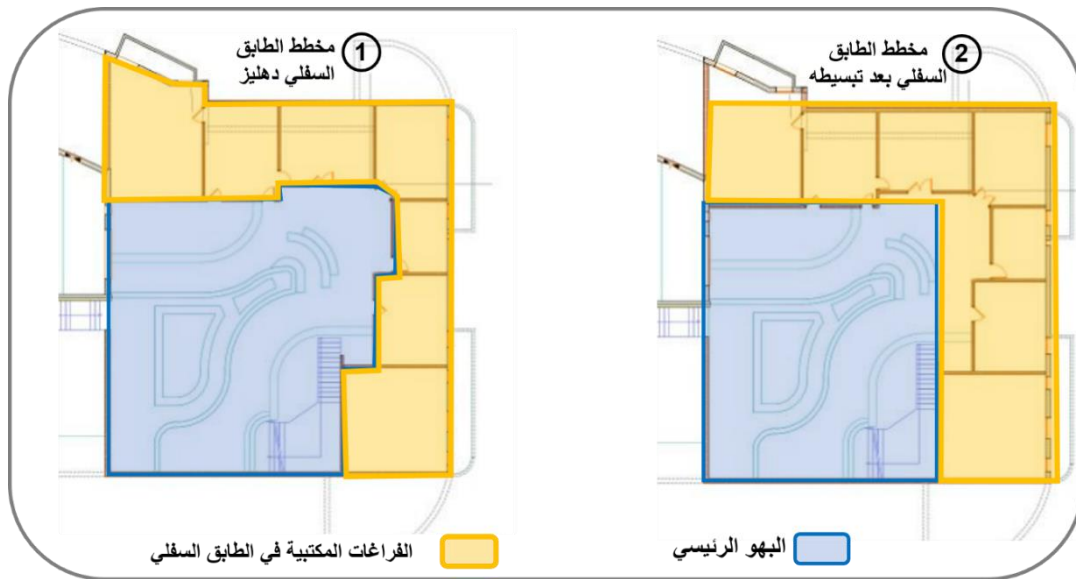 ① مخطط الطابق
السفلي دهليز
② مخطط الطابق
السفلي بعد تبسيطه
البهو الرئيسي
الفراغات المكتبية في الطابق السفلي